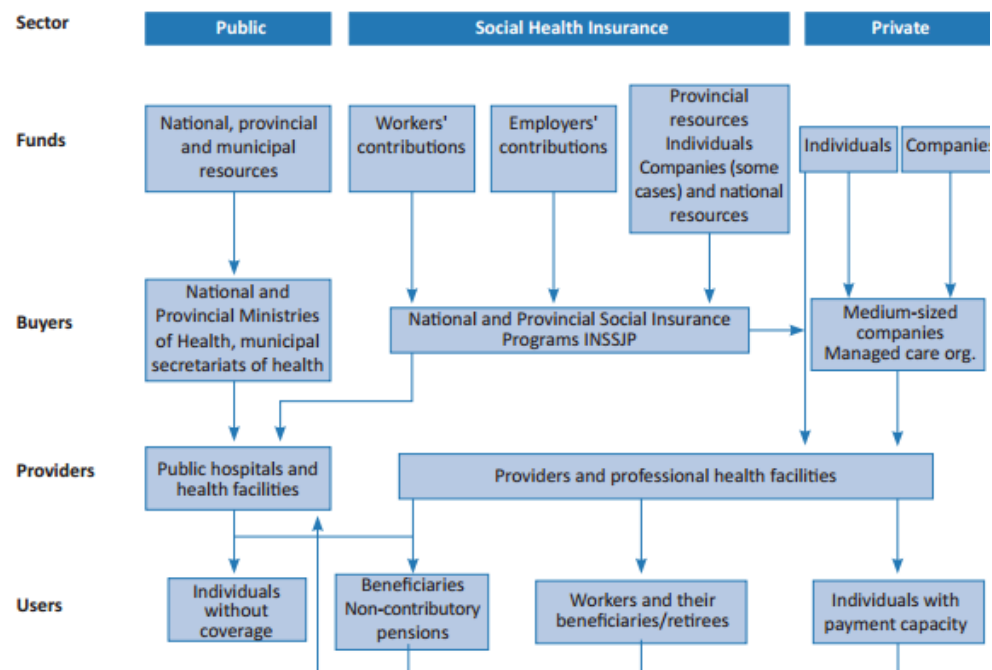 Sector
Public
Social Health Insurance
Private
Funds
National, provincial
and municipal
resources
Workers'
contributions
Employers'
contributions
Provincial
resources
Individuals
Companies (some
cases) and national
resources
Individuals
Companies
Buyers
National and
Provincial Ministries
of Health, municipal
secretariats of health
National and Provincial Social Insurance
Programs INSSJP
Medium-sized
companies
Managed care org.
Providers
Public hospitals and
health facilities
Providers and professional health facilities
Users
Individuals
without
coverage
Beneficiaries
Non-contributory
pensions
Workers and their
beneficiaries/retirees
Individuals with
payment capacity